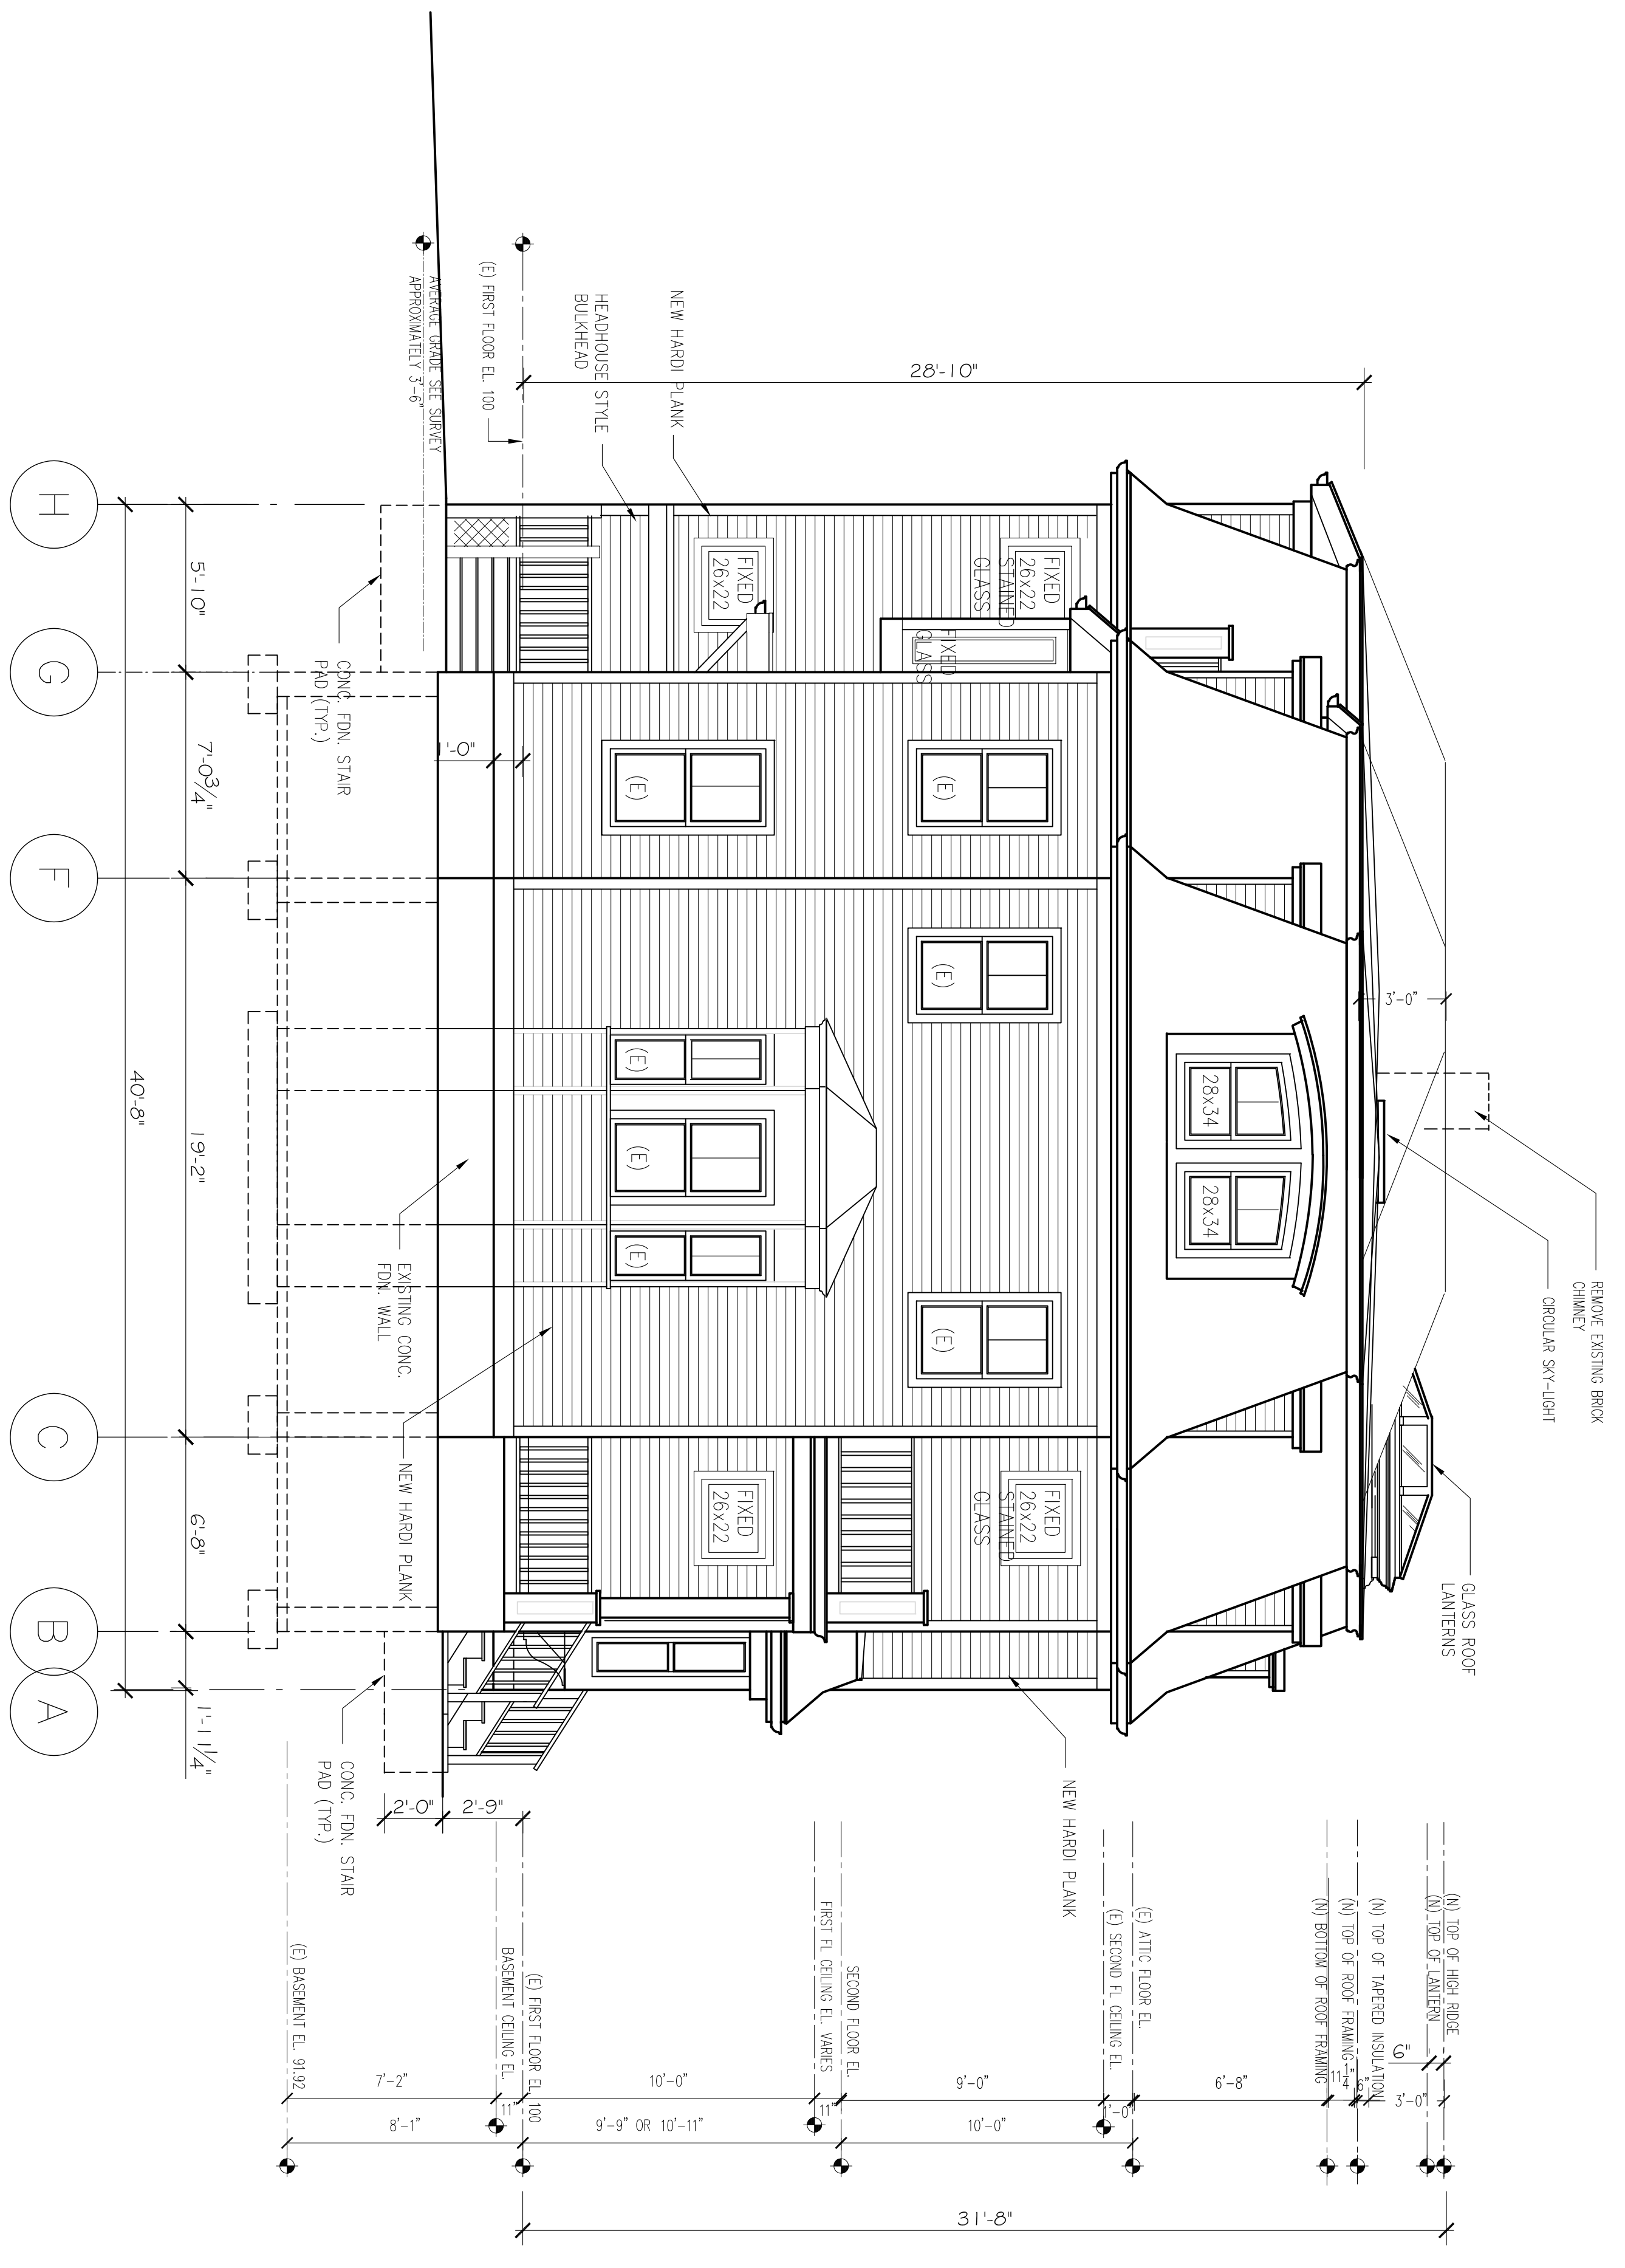 REMOVE EXISTING BRICK
CHIMNEY
CIRCULAR SKY-LIGHT
GLASS ROOF
LANTERNS
28'-10"
3'-0"
(N) TOP OF HIGH RIDGE
(N) TOP OF LANTERN
(N) TOP OF TAPERED INSULATION
(N) TOP OF ROOF FRAMING
(N) BOTTOM OF ROOF FRAMING
(E) ATTIC FLOOR EL.
(E) SECOND FL CEILING EL.
SECOND FLOOR EL.
FIRST FL CEILING EL. VARIES
(E) FIRST FLOOR EL 100
BASEMENT CEILING EL.
(E) BASEMENT EL. 91.92
6"
3'-0"
6"
11 1/4"
6'-8"
1'-0"
9'-0"
10'-0"
11"
10'-0"
9'-9" OR 10'-11"
11"
7'-2"
8'-1"
31'-8"
28x34
28x34
FIXED
26x22
STAINED
GLASS
FIXED
GLASS
(E)
(E)
(E)
FIXED
26x22
STAINED
GLASS
NEW HARDI PLANK
HEADHOUSE STYLE
BULKHEAD
FIXED
26x22
(E)
(E)
(E)
(E)
FIXED
26x22
NEW HARDI PLANK
(E) FIRST FLOOR EL. 100
AVERAGE GRADE SEE SURVEY
APPROXIMATELY 3'-6"
1'-0"
2'-9"
2'-0"
CONC. FDN. STAIR
PAD (TYP.)
EXISTING CONC.
FDN. WALL
NEW HARDI PLANK
CONC. FDN. STAIR
PAD (TYP.)
5'-10"
7'-0 3/4"
19'-2"
6'-8"
1'-11 1/4"
40'-8"
H
G
F
C
B
A